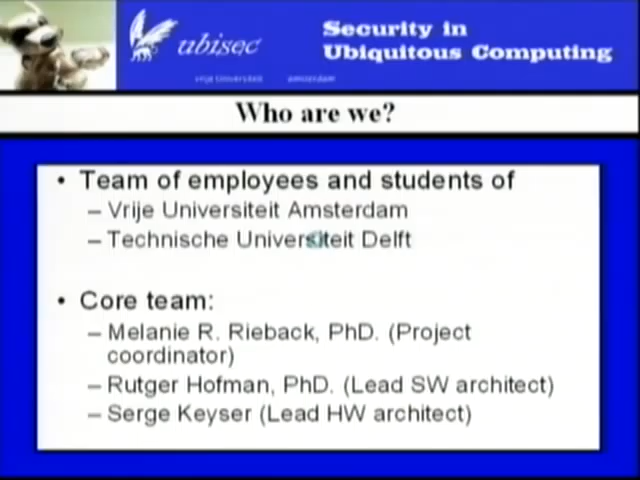 ubisec
vrije Universiteit amsterdam
Security in
Ubiquitous Computing
Who are we?
• Team of employees and students of
– Vrije Universiteit Amsterdam
– Technische Universiteit Delft
• Core team:
– Melanie R. Rieback, PhD. (Project
coordinator)
– Rutger Hofman, PhD. (Lead SW architect)
– Serge Keyser (Lead HW architect)